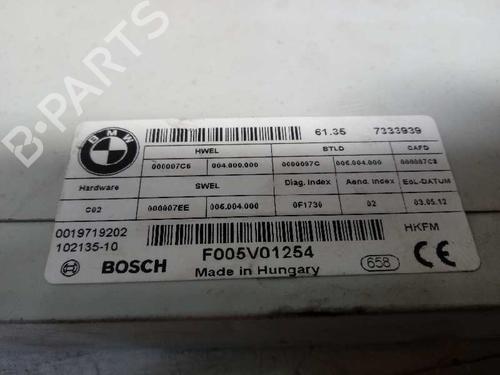 BMW
61.35 7333939
HWEL BTLD CAFD
000007C6 004.000.000 0000007C 006.004.000 000007C8
Hardware SWEL Diag. Index Aend. Index EoL-DATUM
C02 000007EE 006.004.000 0F1730 02 03.05.12
0019719202 HKFM
102135-10
BOSCH F005V01254
Made in Hungary 658 CE
B-PARTS